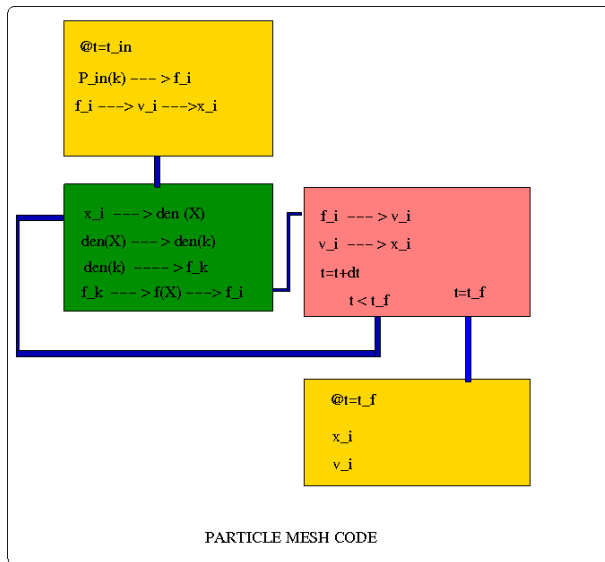 @t=t_in
P_in(k) ---> f_i
f_i ---> v_i --->x_i
x_i ---> den (X)
den(X) ---> den(k)
den(k) ----> f_k
f_k ---> f(X) ---> f_i
f_i ---> v_i
v_i ---> x_i
t=t+dt
t < t_f t=t_f
@t=t_f
x_i
v_i
PARTICLE MESH CODE